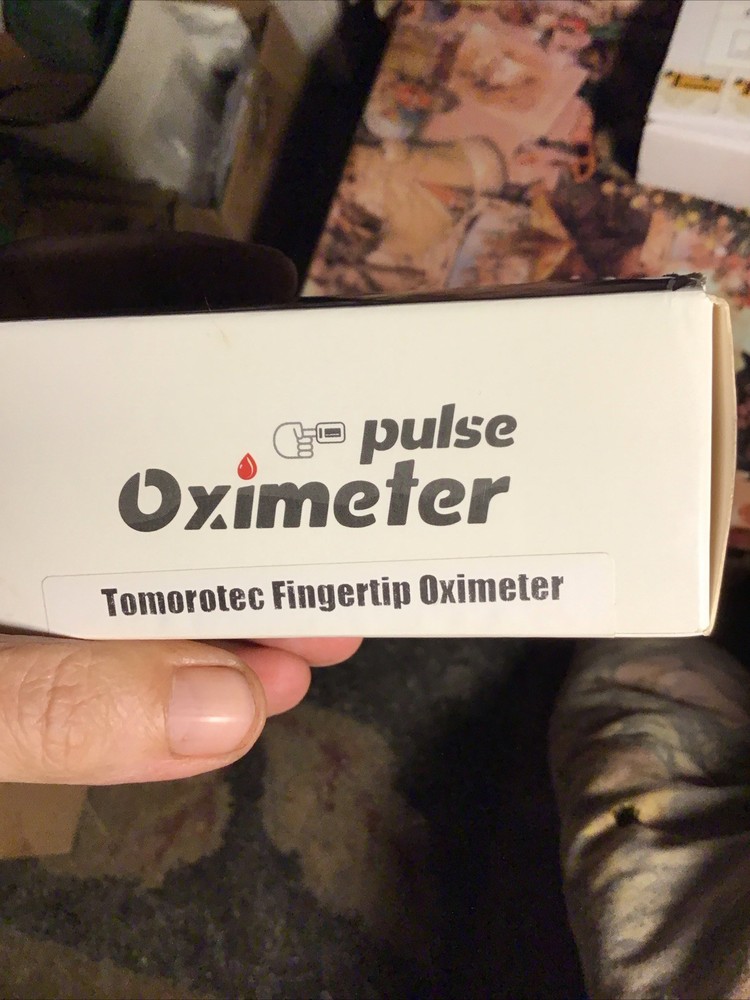 pulse
Oximeter
Tomorotec Fingertip Oximeter